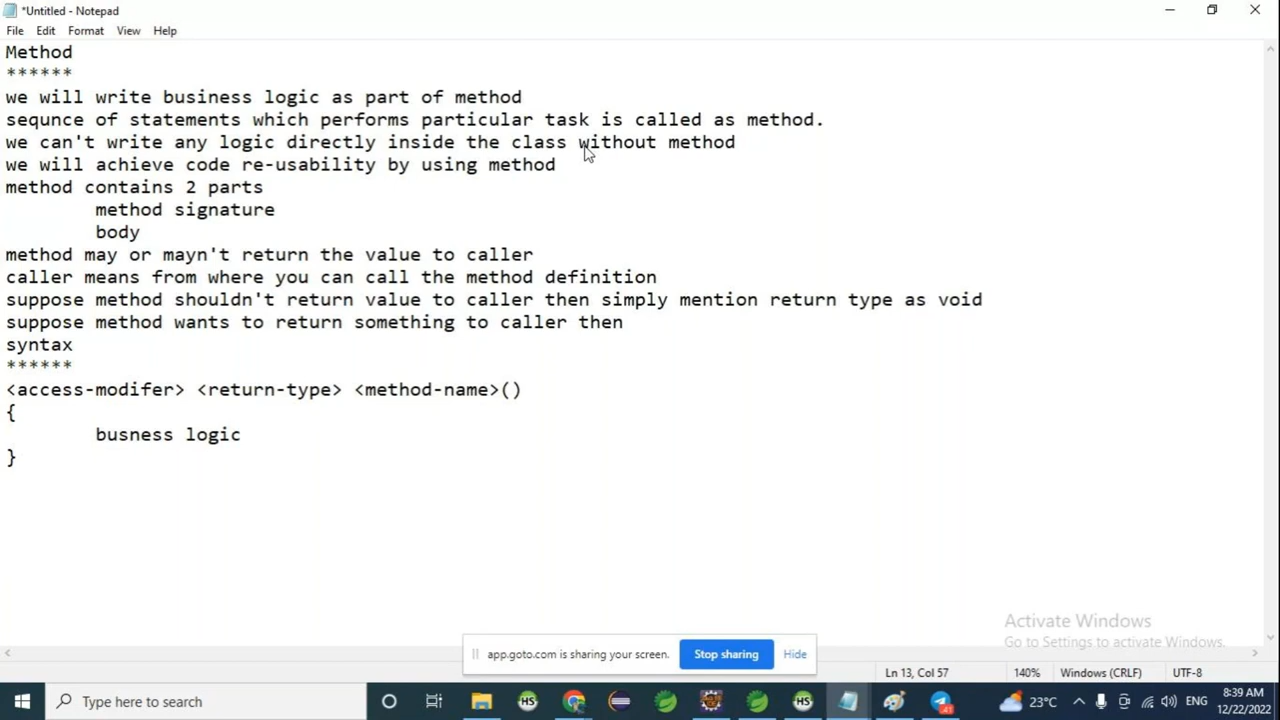 *Untitled - Notepad
File Edit Format View Help
Method
******
we will write business logic as part of method
sequnce of statements which performs particular task is called as method.
we can't write any logic directly inside the class without method
we will achieve code re-usability by using method
method contains 2 parts
method signature
body
method may or mayn't return the value to caller
caller means from where you can call the method definition
suppose method shouldn't return value to caller then simply mention return type as void
suppose method wants to return something to caller then
syntax
******
<access-modifer> <return-type> <method-name>()
{
busness logic
}
Activate Windows
Go to Settings to activate Windows.
app.goto.com is sharing your screen. Stop sharing Hide
Ln 13, Col 57 140% Windows (CRLF) UTF-8
Type here to search HS HS 41 23°C ENG 8:39 AM
12/22/2022